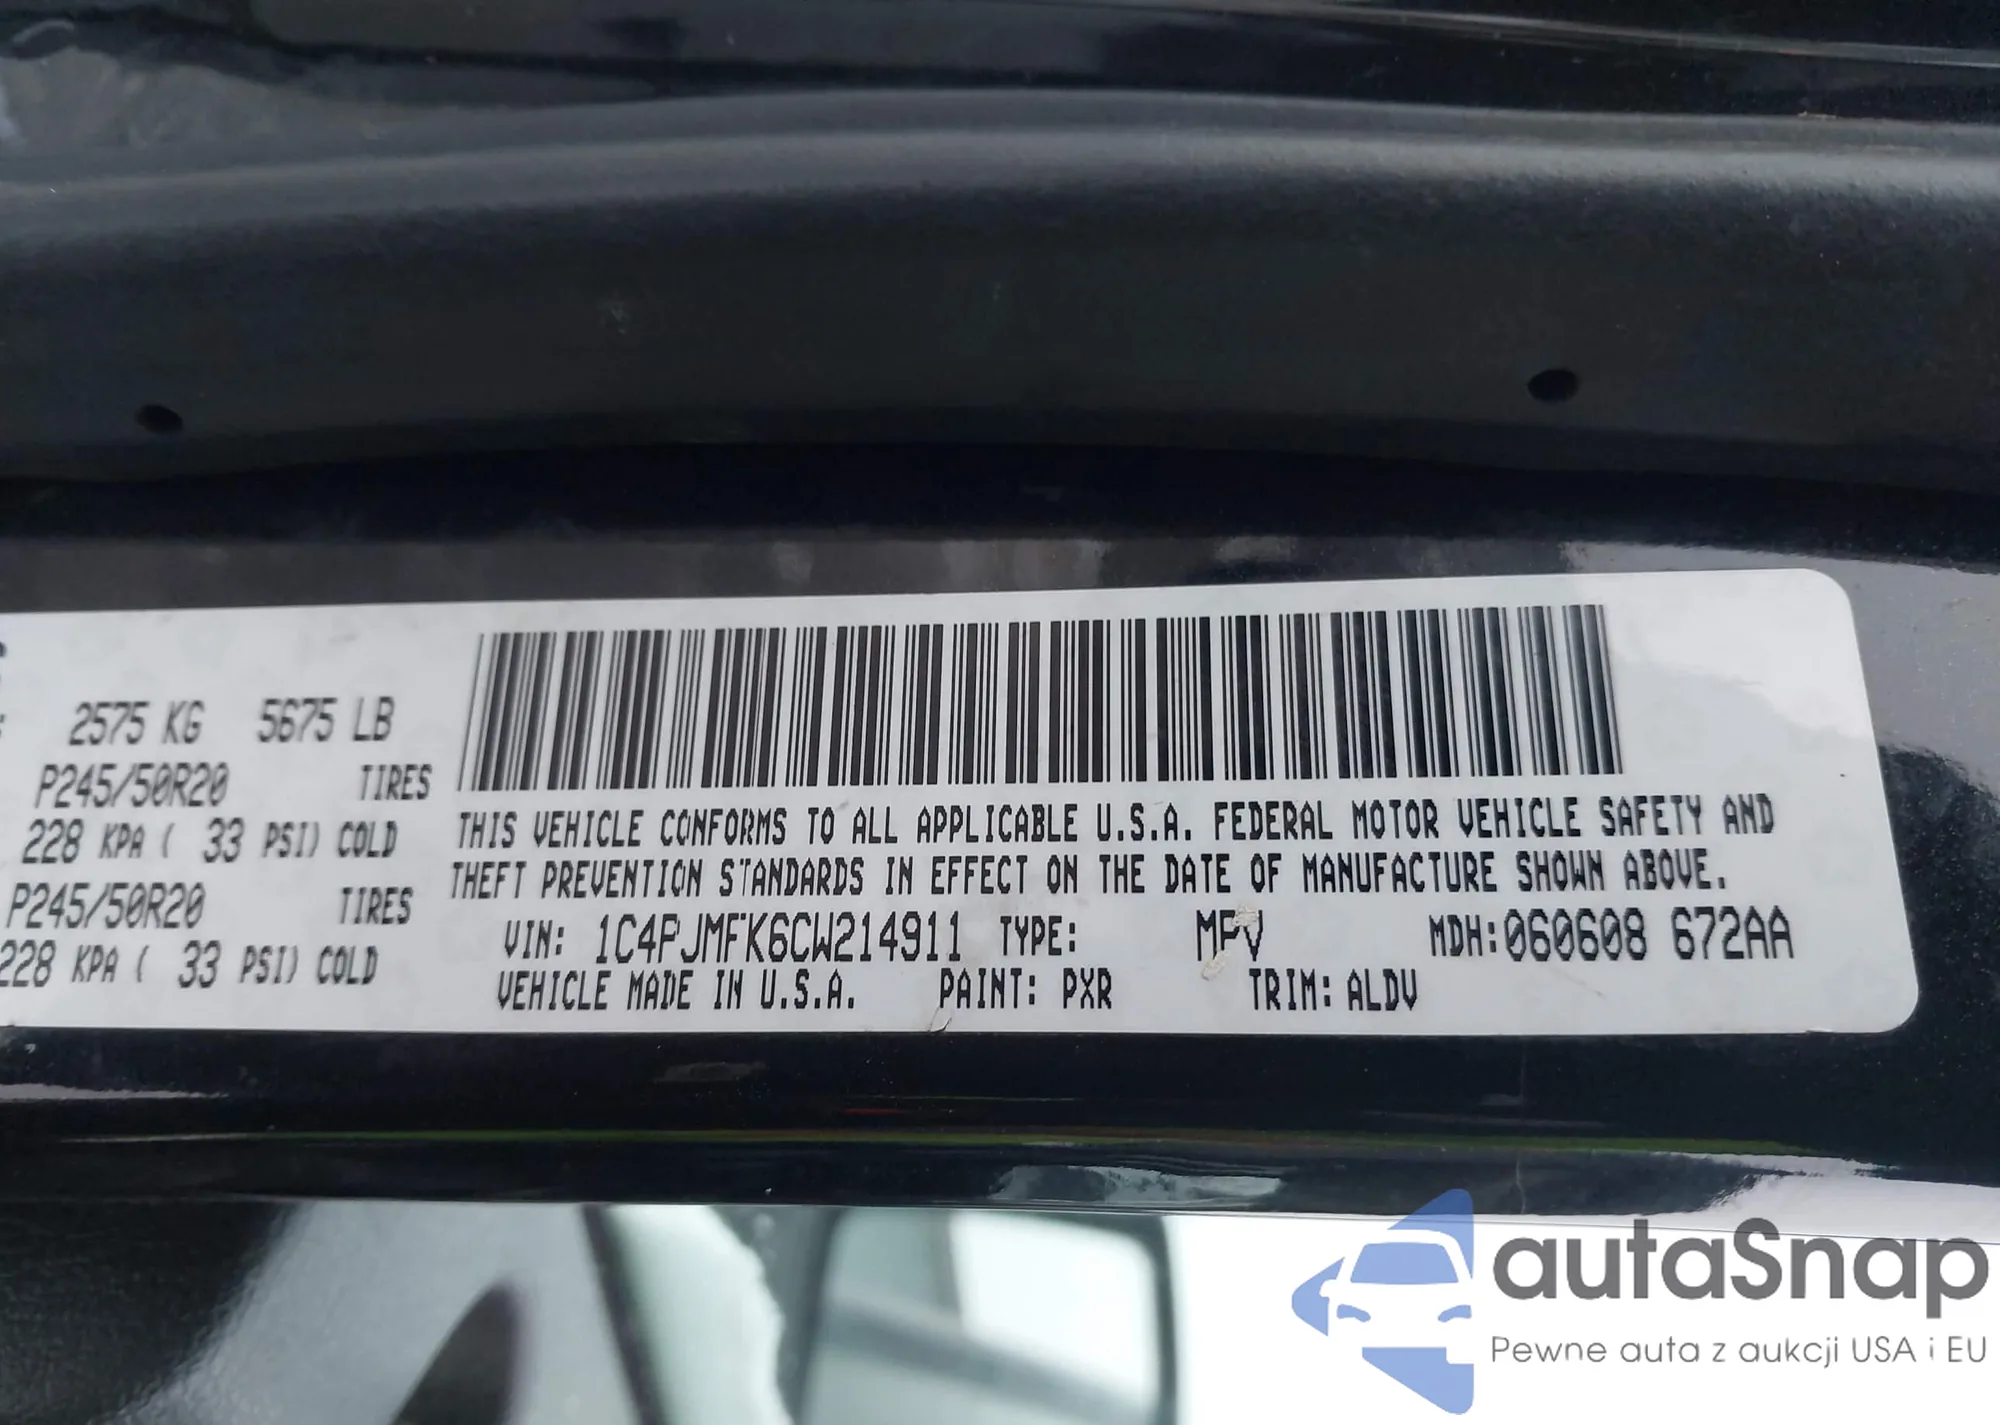 2575 KG 5675 LB
P245/50R20 TIRES
228 KPA ( 33 PSI) COLD
P245/50R20 TIRES
228 KPA ( 33 PSI) COLD
THIS VEHICLE CONFORMS TO ALL APPLICABLE U.S.A. FEDERAL MOTOR VEHICLE SAFETY AND
THEFT PREVENTION STANDARDS IN EFFECT ON THE DATE OF MANUFACTURE SHOWN ABOVE.
VIN: 1C4PJMFK6CW214911 TYPE: MPV MDH:060608 672AA
VEHICLE MADE IN U.S.A. PAINT: PXR TRIM: ALDV
autaSnap
Pewne auta z aukcji USA i EU